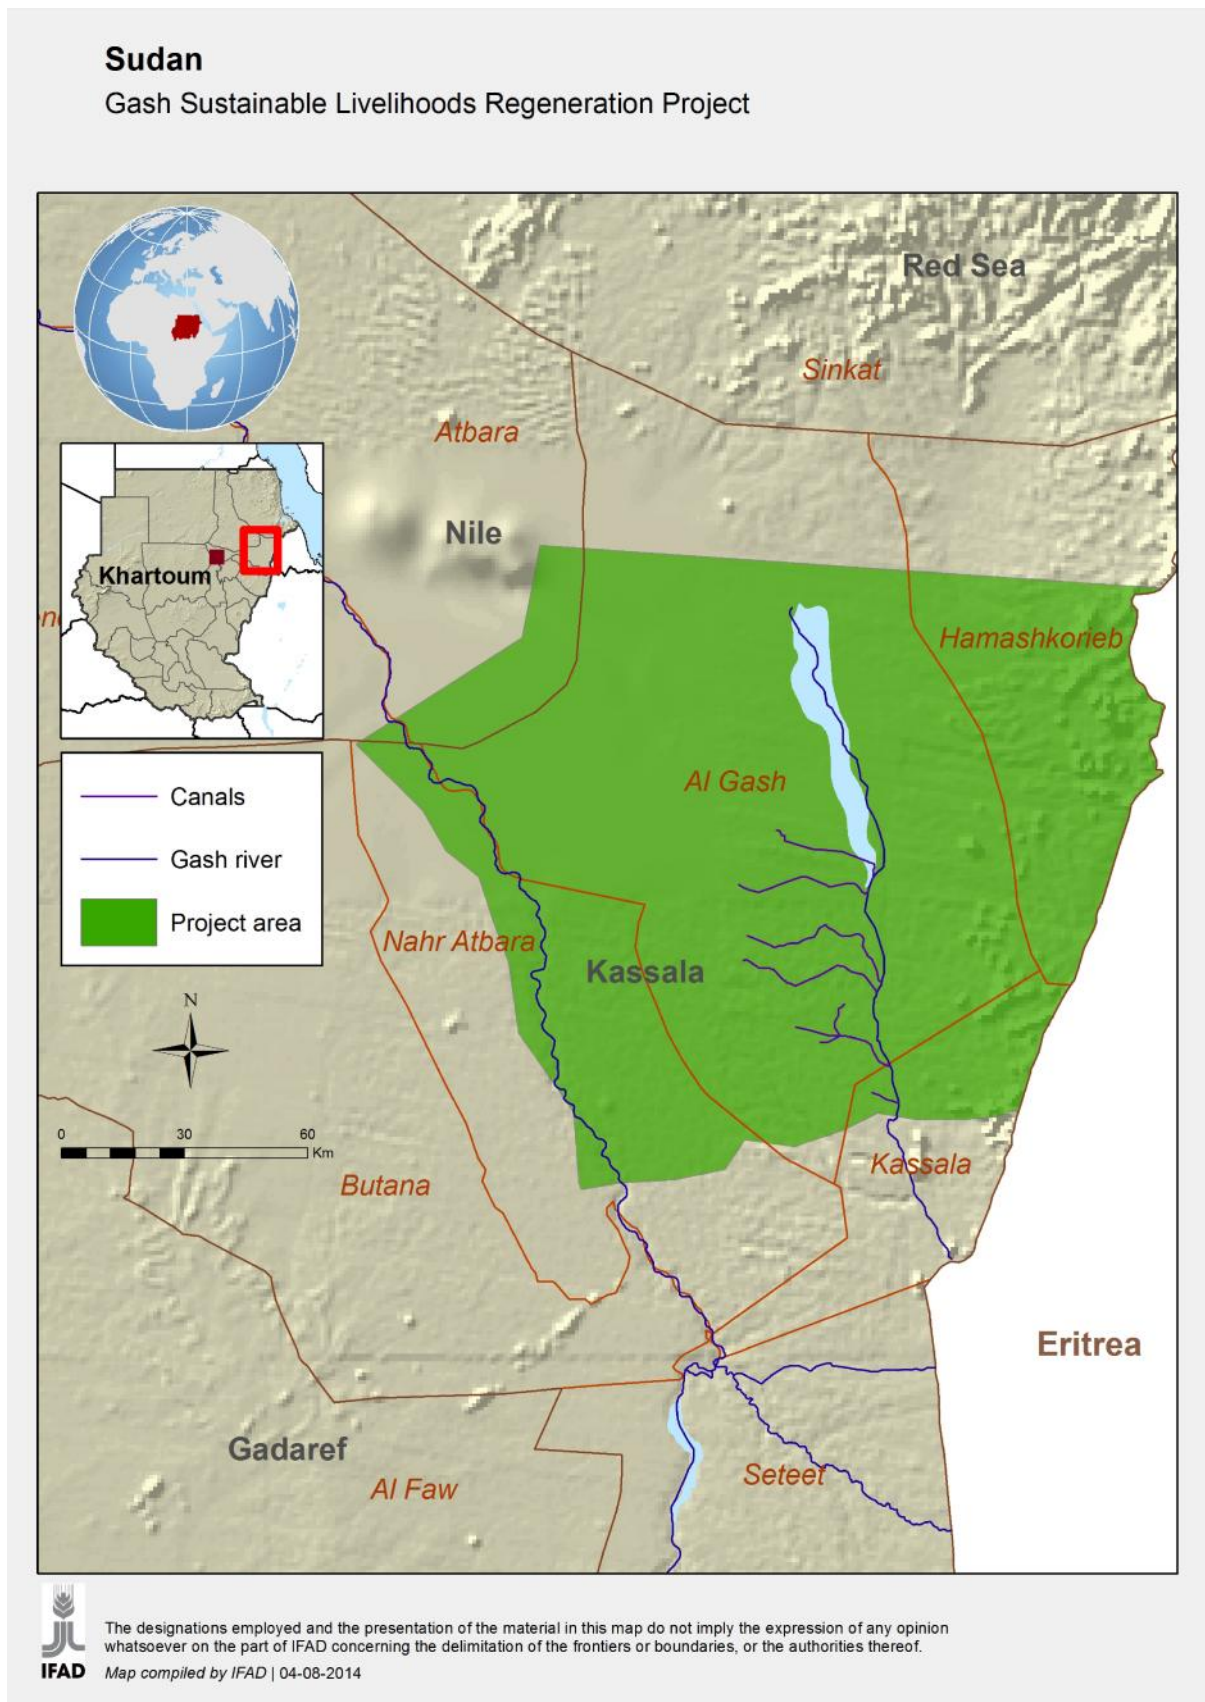 Sudan
Gash Sustainable Livelihoods Regeneration Project
Red Sea
Sinkat
Atbara
Nile
Khartoum
Hamashkorieb
Al Gash
Canals
Gash river
Project area
Nahr Atbara
Kassala
N
0 30 60
Km
Kassala
Butana
Eritrea
Gadaref
Al Faw
Seteet
The designations employed and the presentation of the material in this map do not imply the expression of any opinion
whatsoever on the part of IFAD concerning the delimitation of the frontiers or boundaries, or the authorities thereof.
IFAD
Map compiled by IFAD | 04-08-2014